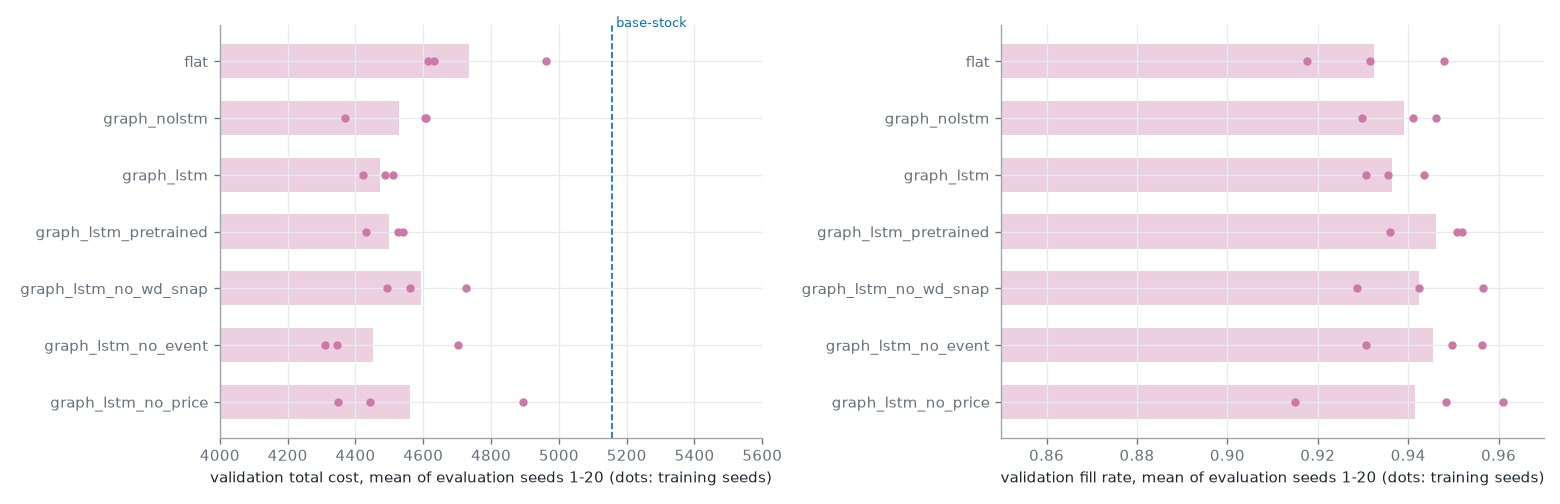 base-stock
flat
graph_nolstm
graph_lstm
graph_lstm_pretrained
graph_lstm_no_wd_snap
graph_lstm_no_event
graph_lstm_no_price
4000 4200 4400 4600 4800 5000 5200 5400 5600
validation total cost, mean of evaluation seeds 1-20 (dots: training seeds)
flat
graph_nolstm
graph_lstm
graph_lstm_pretrained
graph_lstm_no_wd_snap
graph_lstm_no_event
graph_lstm_no_price
0.86 0.88 0.90 0.92 0.94 0.96
validation fill rate, mean of evaluation seeds 1-20 (dots: training seeds)